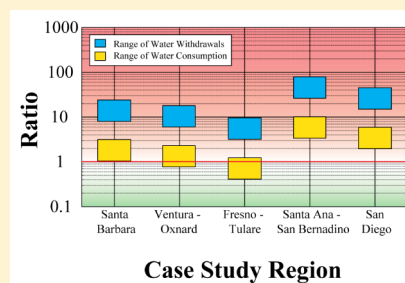 1000
100
10
1
0.1
Ratio
Range of Water Withdrawals
Range of Water Consumption
Santa
Barbara
Ventura -
Oxnard
Fresno -
Tulare
Santa Ana -
San Bernadino
San
Diego
Case Study Region